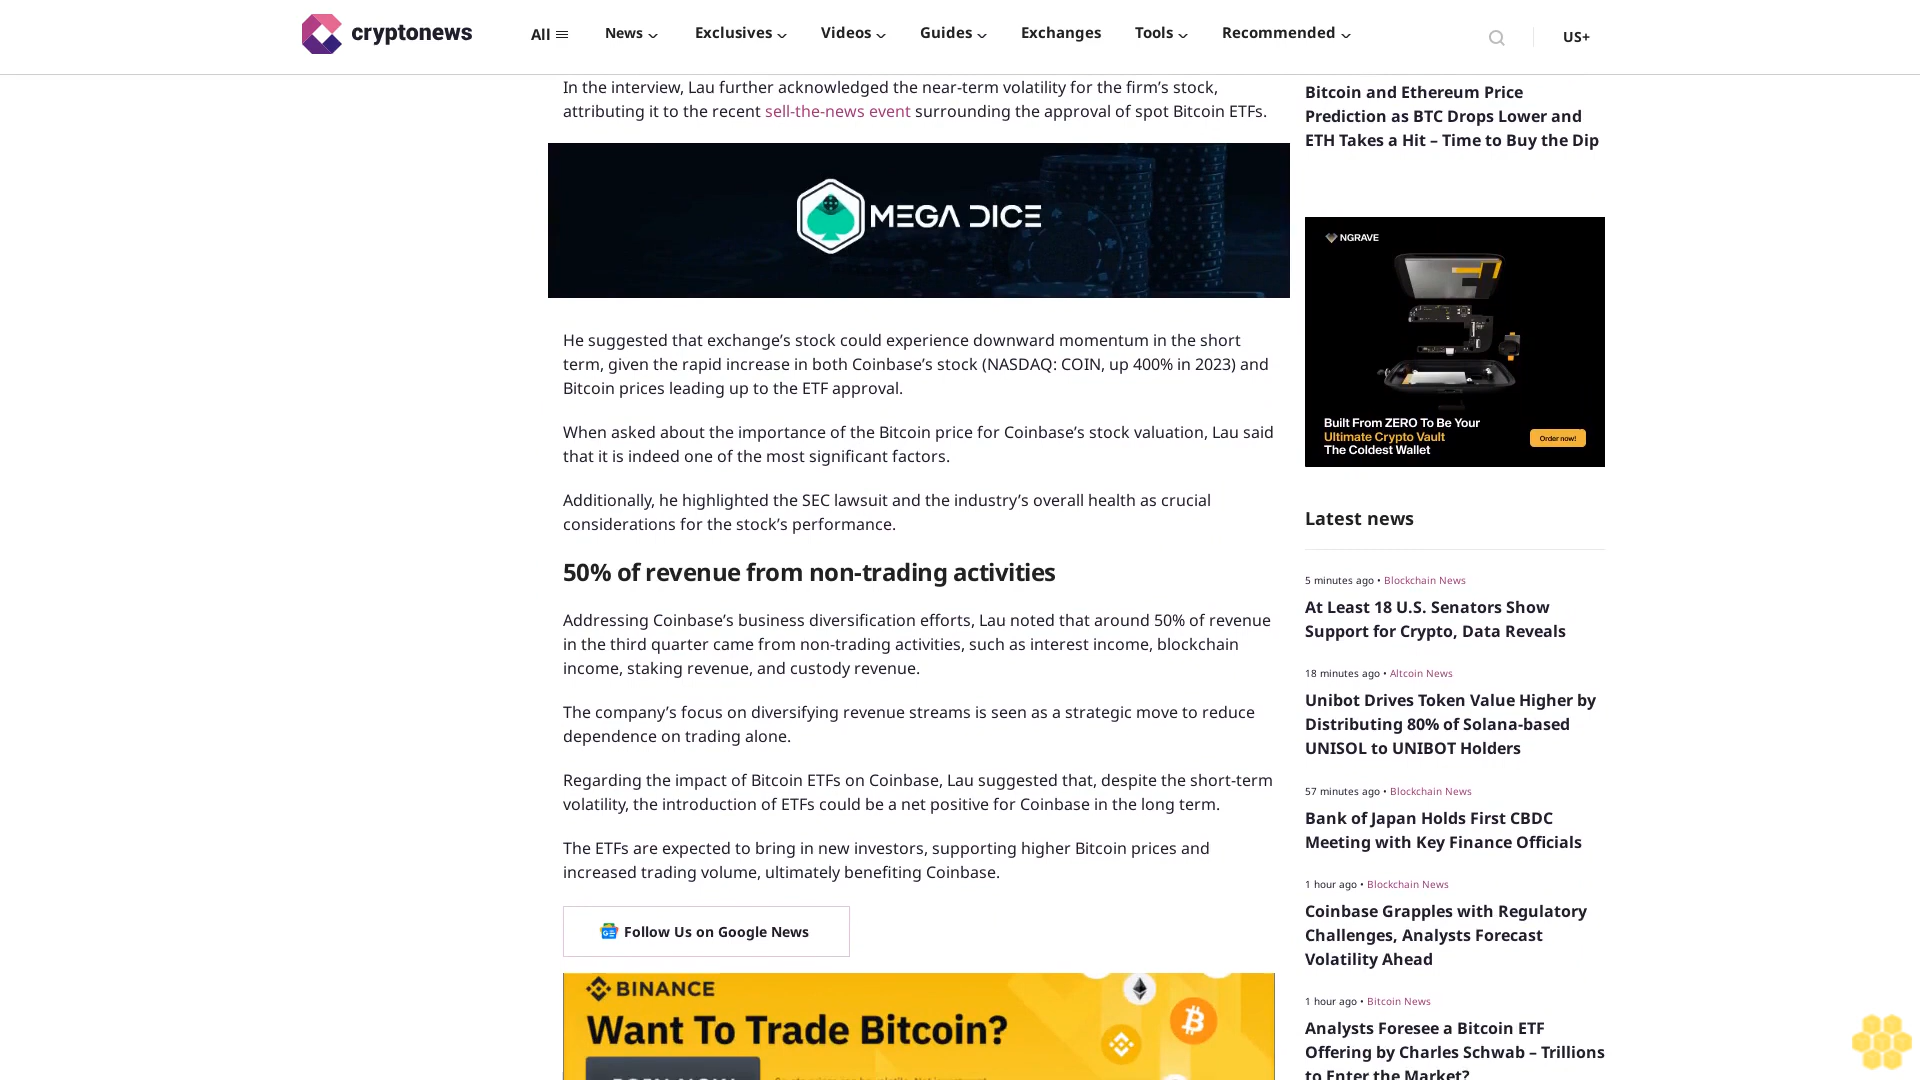 cryptonews
All
News
Exclusives
Videos
Guides
Exchanges
Tools
Recommended
US+
In the interview, Lau further acknowledged the near-term volatility for the firm’s stock,
attributing it to the recent sell-the-news event surrounding the approval of spot Bitcoin ETFs.
MEGA DICE
He suggested that exchange’s stock could experience downward momentum in the short
term, given the rapid increase in both Coinbase’s stock (NASDAQ: COIN, up 400% in 2023) and
Bitcoin prices leading up to the ETF approval.
When asked about the importance of the Bitcoin price for Coinbase’s stock valuation, Lau said
that it is indeed one of the most significant factors.
Additionally, he highlighted the SEC lawsuit and the industry’s overall health as crucial
considerations for the stock’s performance.
50% of revenue from non-trading activities
Addressing Coinbase’s business diversification efforts, Lau noted that around 50% of revenue
in the third quarter came from non-trading activities, such as interest income, blockchain
income, staking revenue, and custody revenue.
The company’s focus on diversifying revenue streams is seen as a strategic move to reduce
dependence on trading alone.
Regarding the impact of Bitcoin ETFs on Coinbase, Lau suggested that, despite the short-term
volatility, the introduction of ETFs could be a net positive for Coinbase in the long term.
The ETFs are expected to bring in new investors, supporting higher Bitcoin prices and
increased trading volume, ultimately benefiting Coinbase.
Follow Us on Google News
BINANCE
Want To Trade Bitcoin?
Bitcoin and Ethereum Price
Prediction as BTC Drops Lower and
ETH Takes a Hit – Time to Buy the Dip
NGRAVE
Built From ZERO To Be Your
Ultimate Crypto Vault
The Coldest Wallet
Order now!
Latest news
5 minutes ago • Blockchain News
At Least 18 U.S. Senators Show
Support for Crypto, Data Reveals
18 minutes ago • Altcoin News
Unibot Drives Token Value Higher by
Distributing 80% of Solana-based
UNISOL to UNIBOT Holders
57 minutes ago • Blockchain News
Bank of Japan Holds First CBDC
Meeting with Key Finance Officials
1 hour ago • Blockchain News
Coinbase Grapples with Regulatory
Challenges, Analysts Forecast
Volatility Ahead
1 hour ago • Bitcoin News
Analysts Foresee a Bitcoin ETF
Offering by Charles Schwab – Trillions
to Enter the Market?